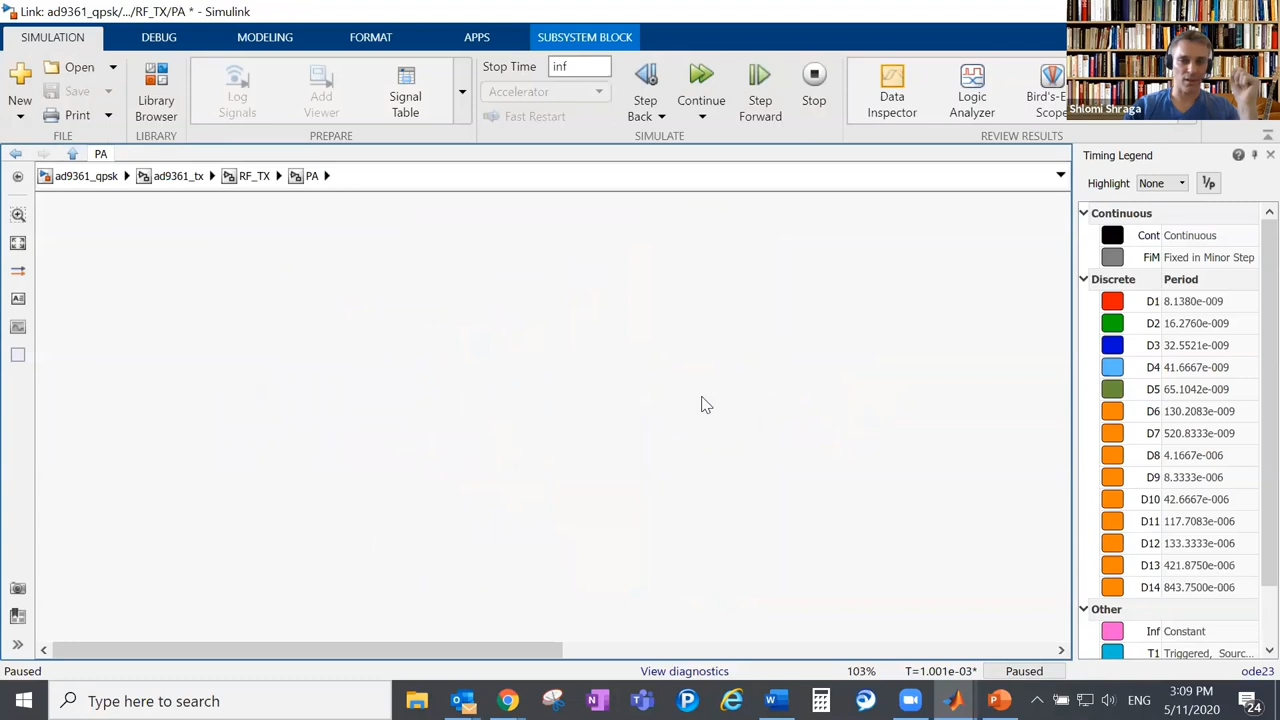 Link: ad9361_qpsk/.../RF_TX/PA * - Simulink
SIMULATION DEBUG MODELING FORMAT APPS SUBSYSTEM BLOCK
New
Open
Save
Print
FILE
Library Browser
LIBRARY
Log Signals
Add Viewer
Signal Table
PREPARE
Stop Time inf
Accelerator
Fast Restart
Step Back
Continue
Step Forward
Stop
SIMULATE
Data Inspector
Logic Analyzer
Bird's-E
Scope
REVIEW RESULTS
Shlomi Shraga
PA
ad9361_qpsk ad9361_tx RF_TX PA
Timing Legend
Highlight None 1/P
Continuous
Cont Continuous
FiM Fixed in Minor Step
Discrete Period
D1 8.1380e-009
D2 16.2760e-009
D3 32.5521e-009
D4 41.6667e-009
D5 65.1042e-009
D6 130.2083e-009
D7 520.8333e-009
D8 4.1667e-006
D9 8.3333e-006
D10 42.6667e-006
D11 117.7083e-006
D12 133.3333e-006
D13 421.8750e-006
D14 843.7500e-006
Other
Inf Constant
T1 Triggered, Sourc...
Paused View diagnostics 103% T=1.001e-03* Paused ode23
Type here to search
ENG
3:09 PM
5/11/2020
24